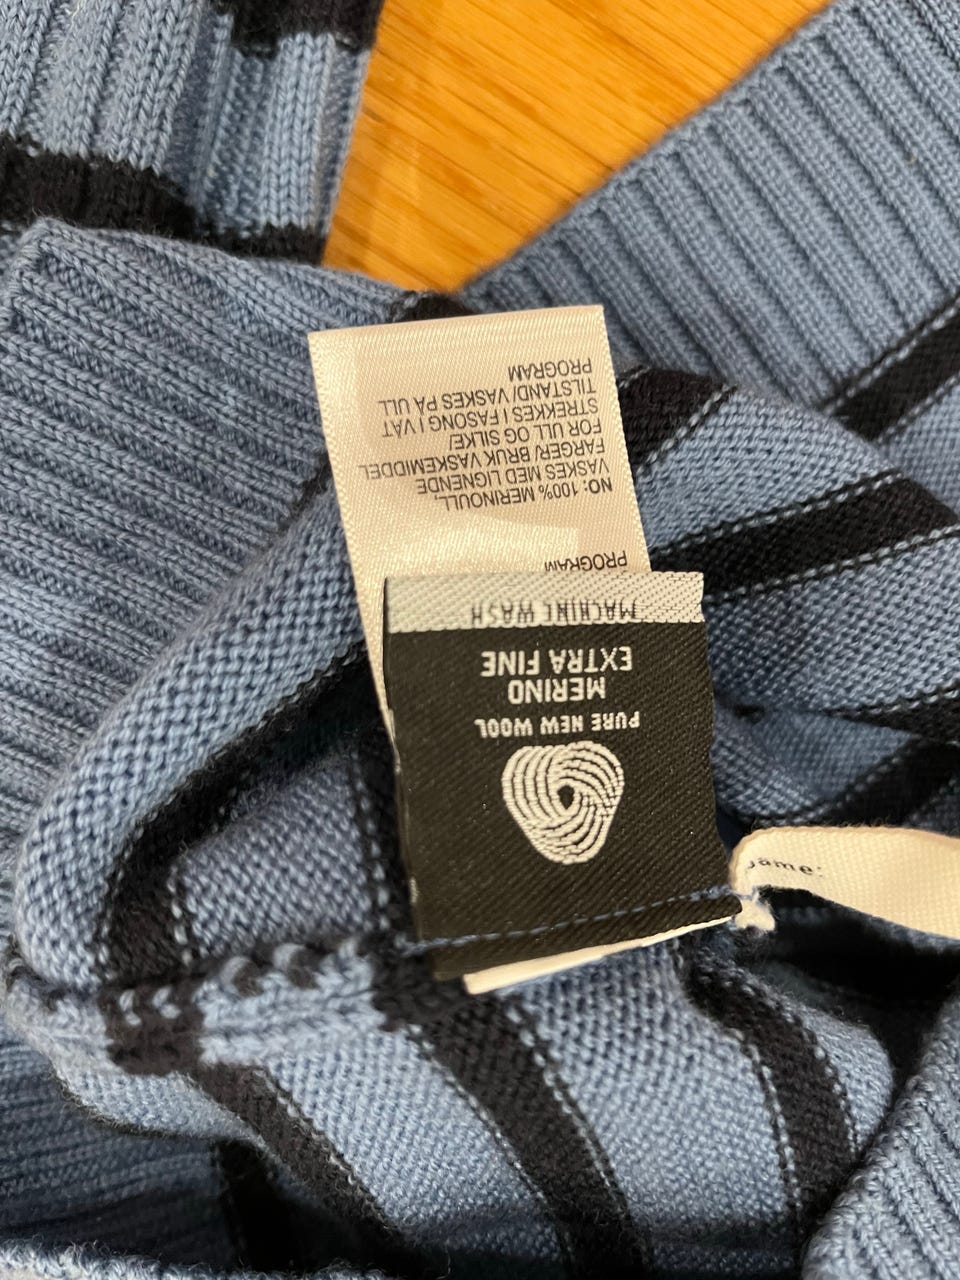 PROGRAM
NO: 100% MERINOULL,
VASKES MED LIGNENDE
FARGER/ BRUK VASKEMIDDEL
FOR ULL OG SILKE/
STREKKES I FASONG I VÅT
TILSTAND/ VASKES PÅ ULL
PROGRAM
PURE NEW WOOL
MERINO
EXTRA FINE
MACHINE WASH